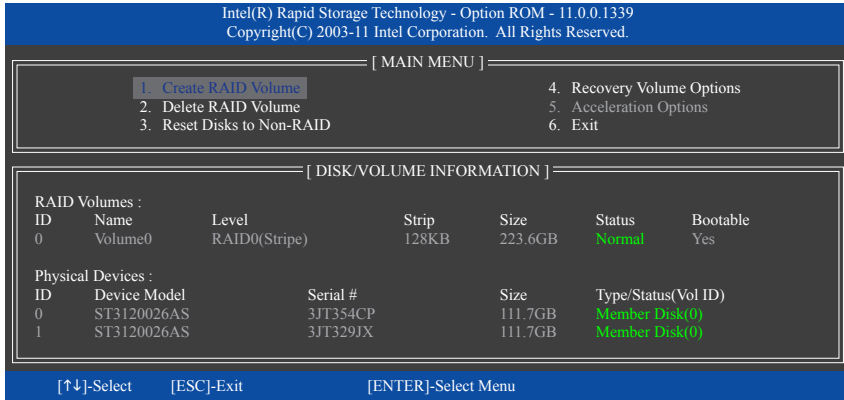 Intel(R) Rapid Storage Technology - Option ROM - 11.0.0.1339
Copyright(C) 2003-11 Intel Corporation. All Rights Reserved.
[ MAIN MENU ]
1. Create RAID Volume
2. Delete RAID Volume
3. Reset Disks to Non-RAID
4. Recovery Volume Options
5. Acceleration Options
6. Exit
[ DISK/VOLUME INFORMATION ]
RAID Volumes :
ID Name Level Strip Size Status Bootable
0 Volume0 RAID0(Stripe) 128KB 223.6GB Normal Yes
Physical Devices :
ID Device Model Serial # Size Type/Status(Vol ID)
0 ST3120026AS 3JT354CP 111.7GB Member Disk(0)
1 ST3120026AS 3JT329JX 111.7GB Member Disk(0)
[↑↓]-Select [ESC]-Exit [ENTER]-Select Menu